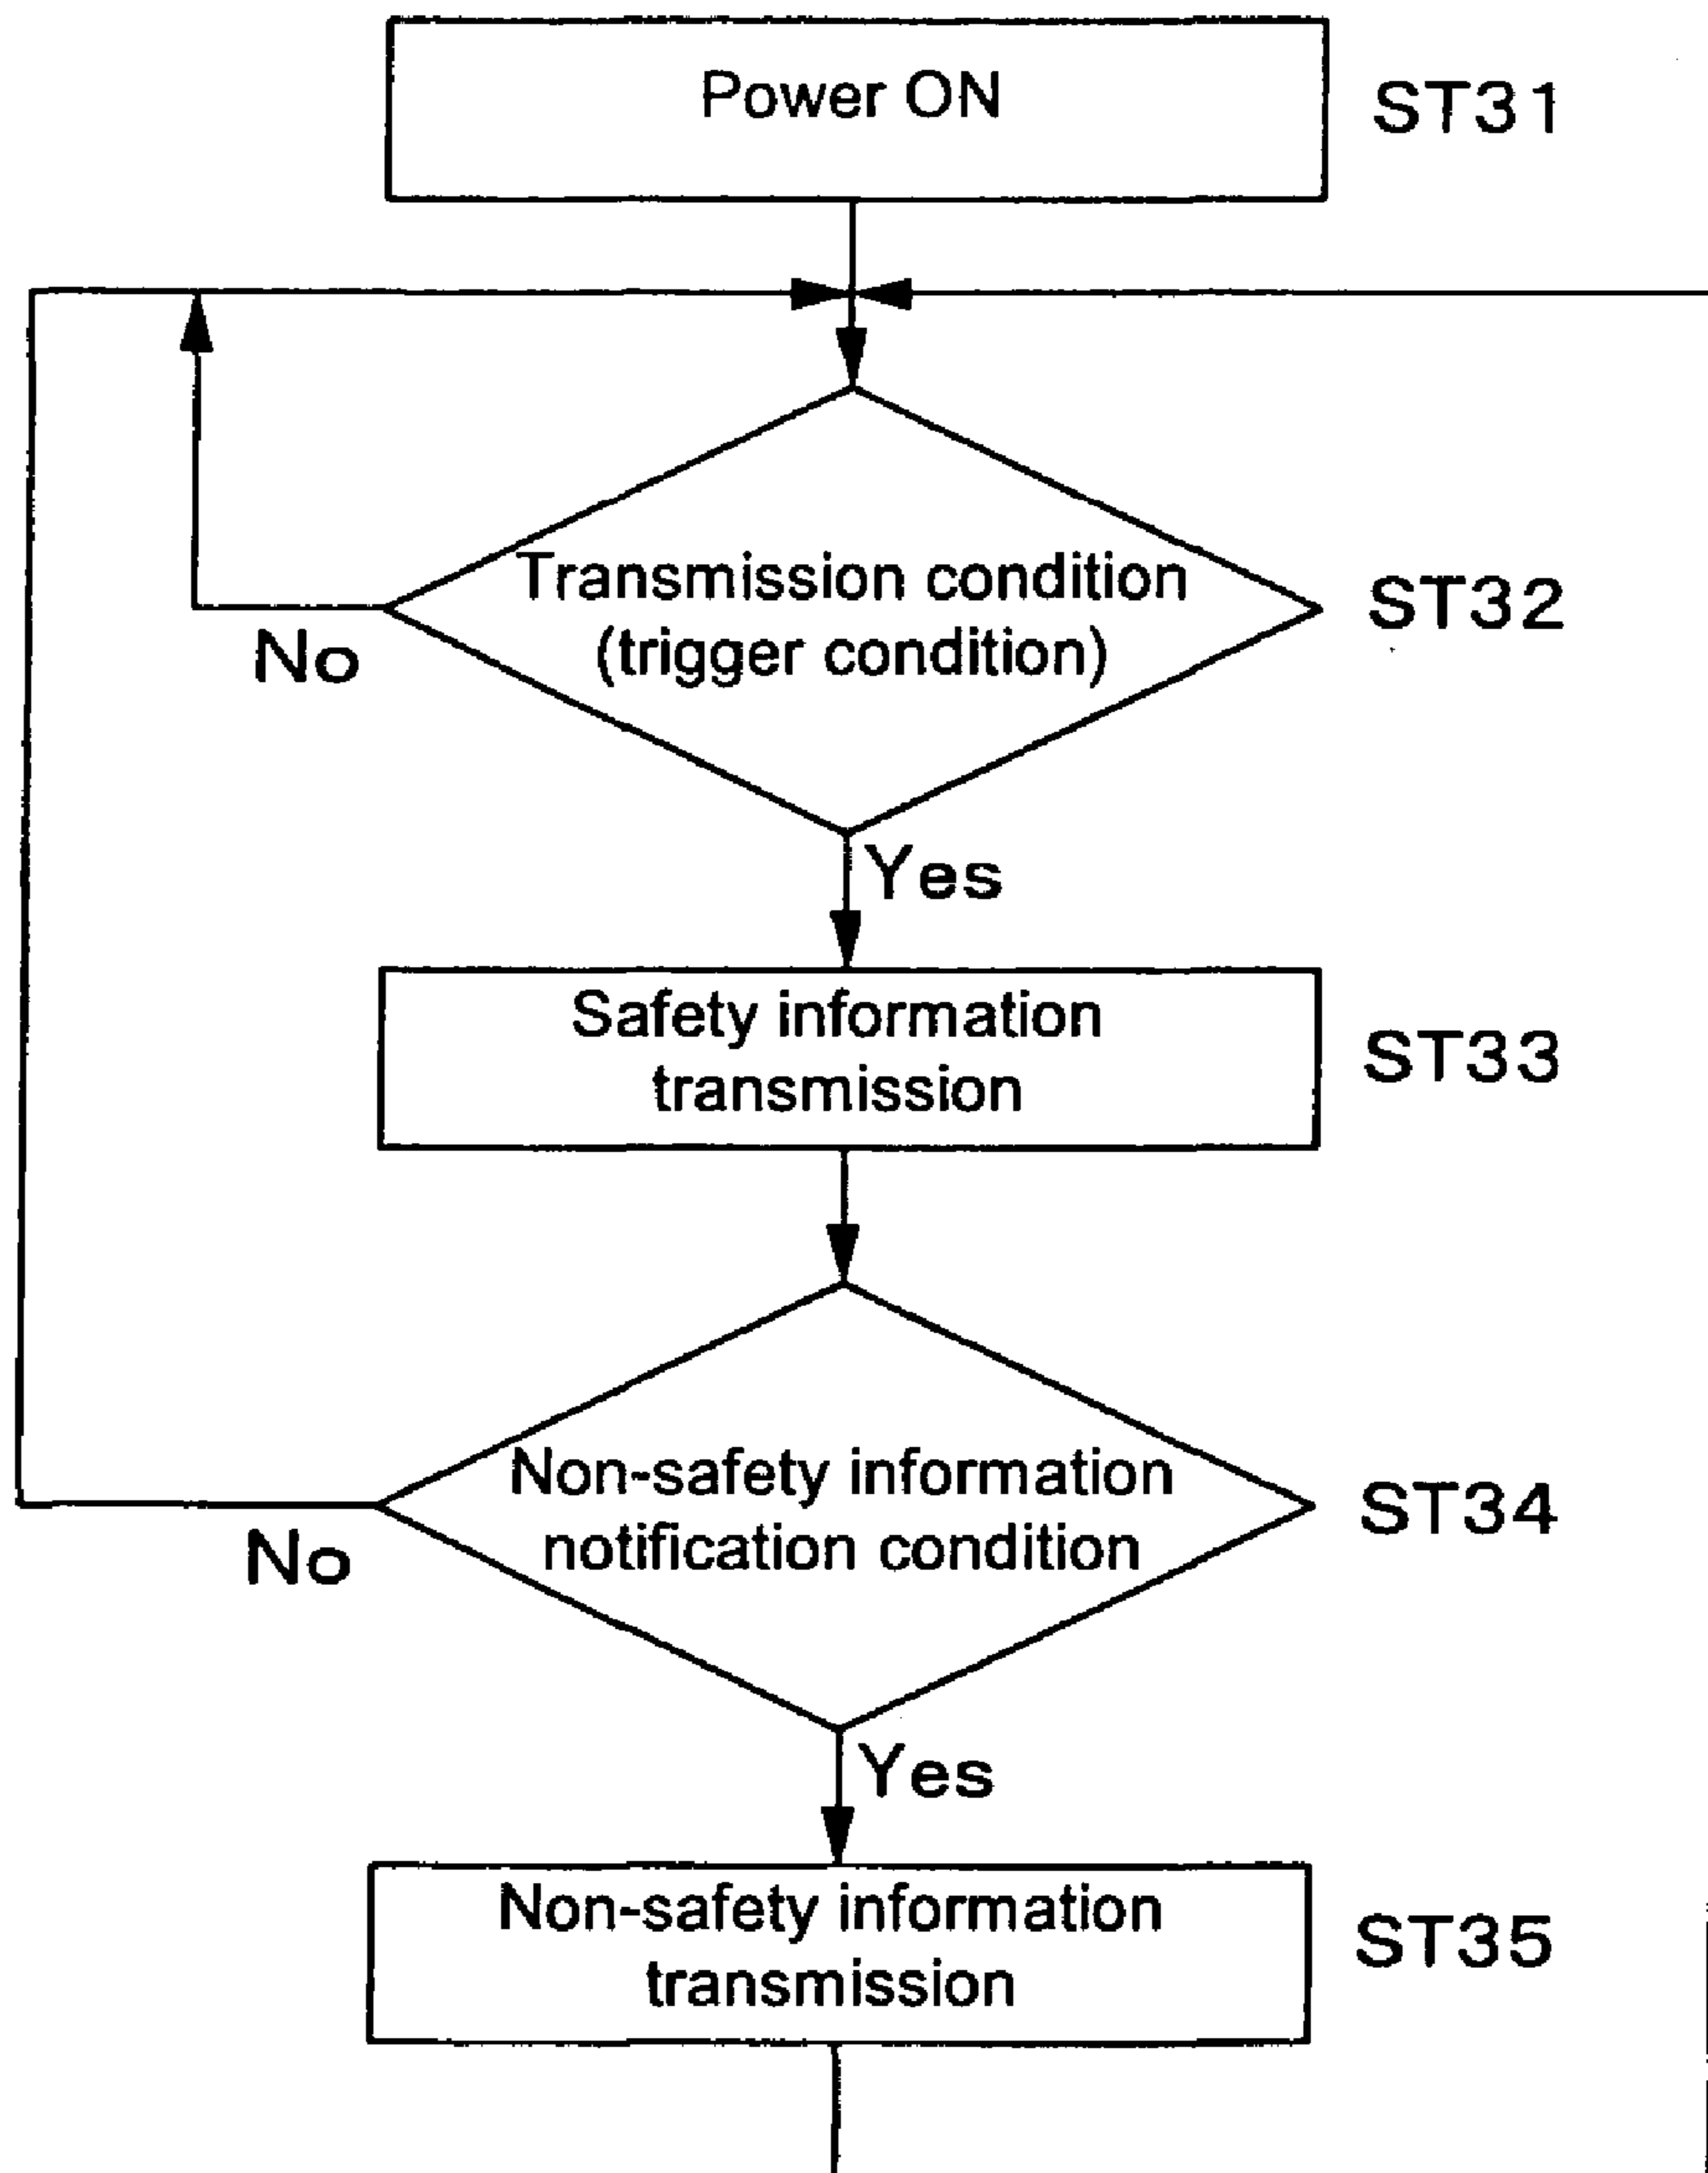 Power ON
ST31
Transmission condition
(trigger condition)
ST32
No
Yes
Safety information
transmission
ST33
Non-safety information
notification condition
ST34
No
Yes
Non-safety information
transmission
ST35